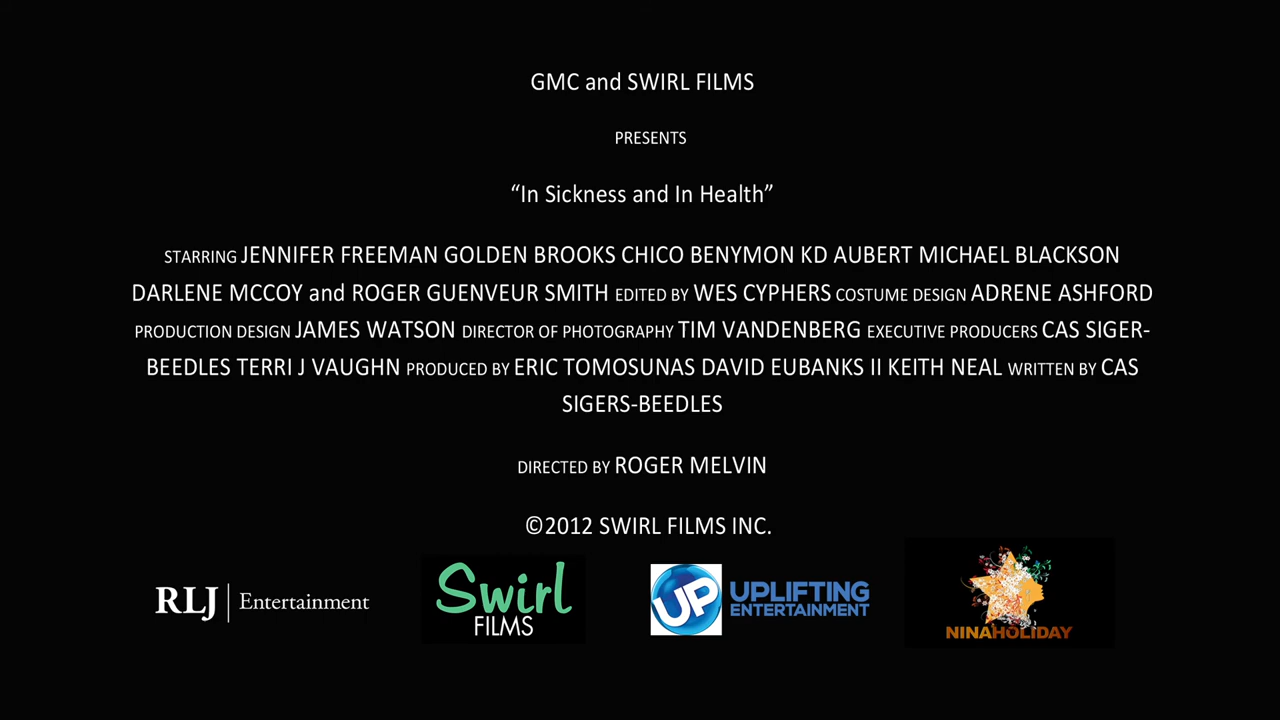 GMC and SWIRL FILMS
PRESENTS
“In Sickness and In Health”
STARRING JENNIFER FREEMAN GOLDEN BROOKS CHICO BENYMON KD AUBERT MICHAEL BLACKSON
DARLENE MCCOY and ROGER GUENVEUR SMITH EDITED BY WES CYPHERS COSTUME DESIGN ADRENE ASHFORD
PRODUCTION DESIGN JAMES WATSON DIRECTOR OF PHOTOGRAPHY TIM VANDENBERG EXECUTIVE PRODUCERS CAS SIGER-
BEEDLES TERRI J VAUGHN PRODUCED BY ERIC TOMOSUNAS DAVID EUBANKS II KEITH NEAL WRITTEN BY CAS
SIGERS-BEEDLES
DIRECTED BY ROGER MELVIN
©2012 SWIRL FILMS INC.
RLJ Entertainment
Swirl
FILMS
UP UPLIFTING
ENTERTAINMENT
NINAHOLIDAY